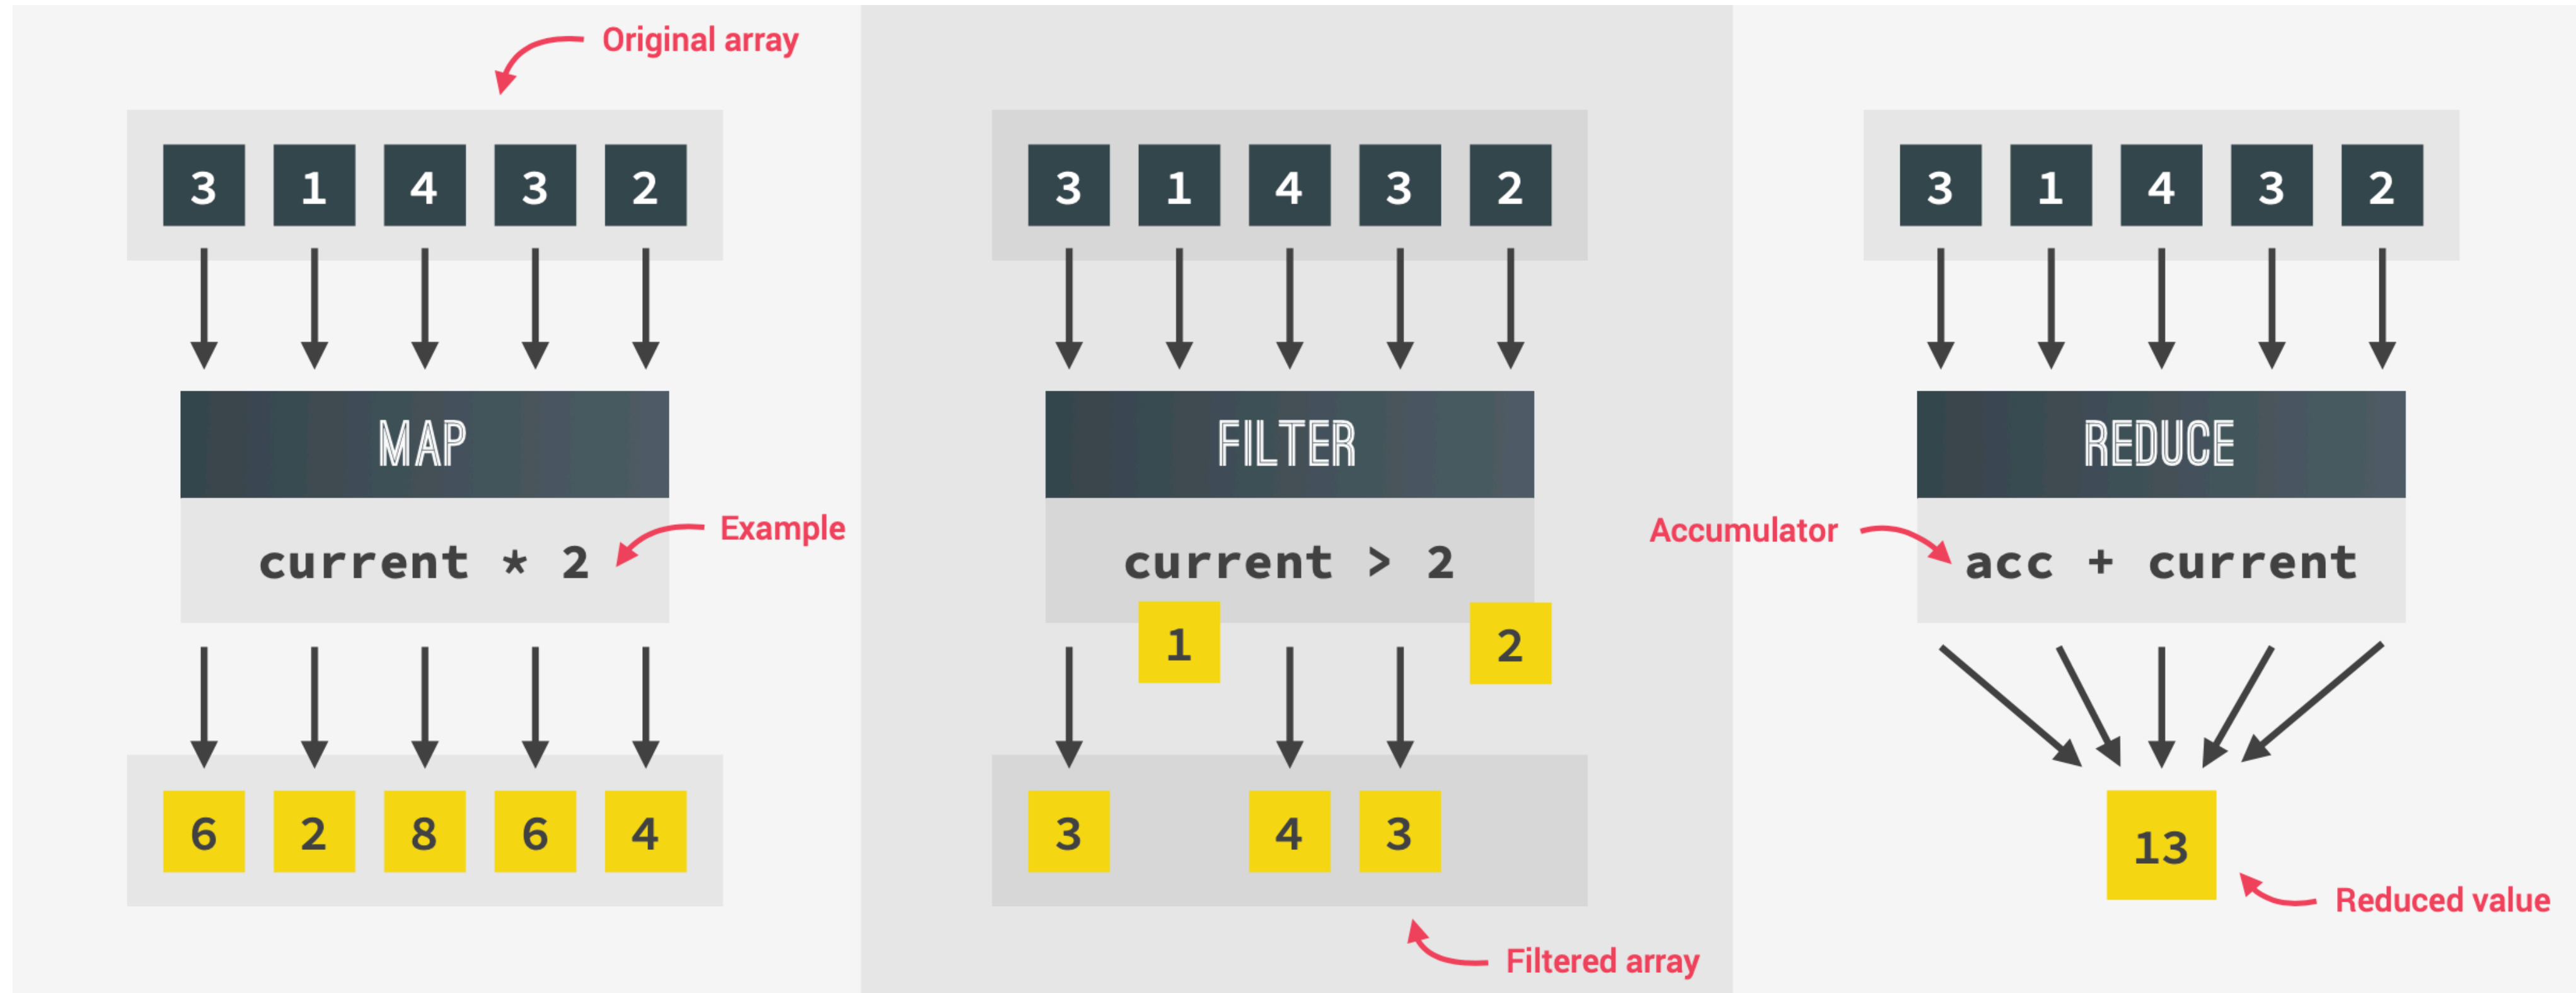 Original array
3 1 4 3 2
MAP
current * 2
Example
6 2 8 6 4
3 1 4 3 2
FILTER
current > 2
1 2
3 4 3
Filtered array
3 1 4 3 2
REDUCE
Accumulator
acc + current
13
Reduced value